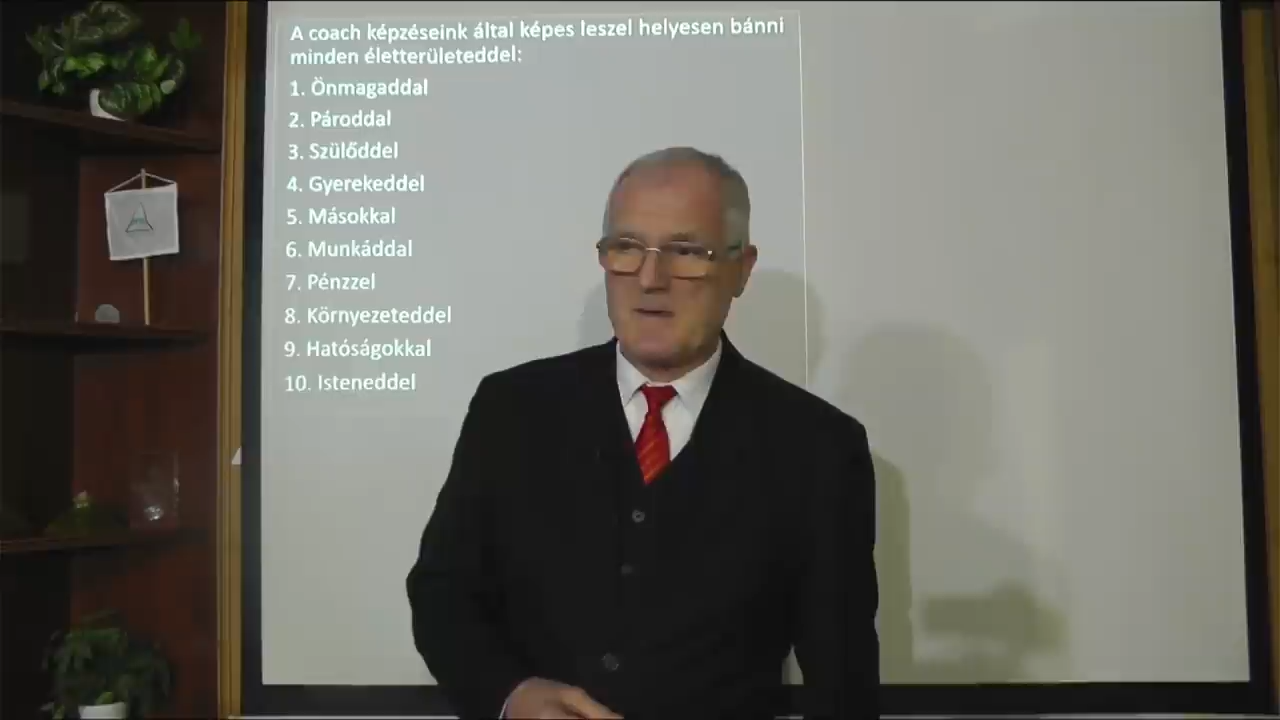 A coach képzéseink által képes leszel helyesen bánni
minden életterületeddel:
1. Önmagaddal
2. Pároddal
3. Szülőddel
4. Gyerekeddel
5. Másokkal
6. Munkáddal
7. Pénzzel
8. Környezeteddel
9. Hatóságokkal
10. Isteneddel